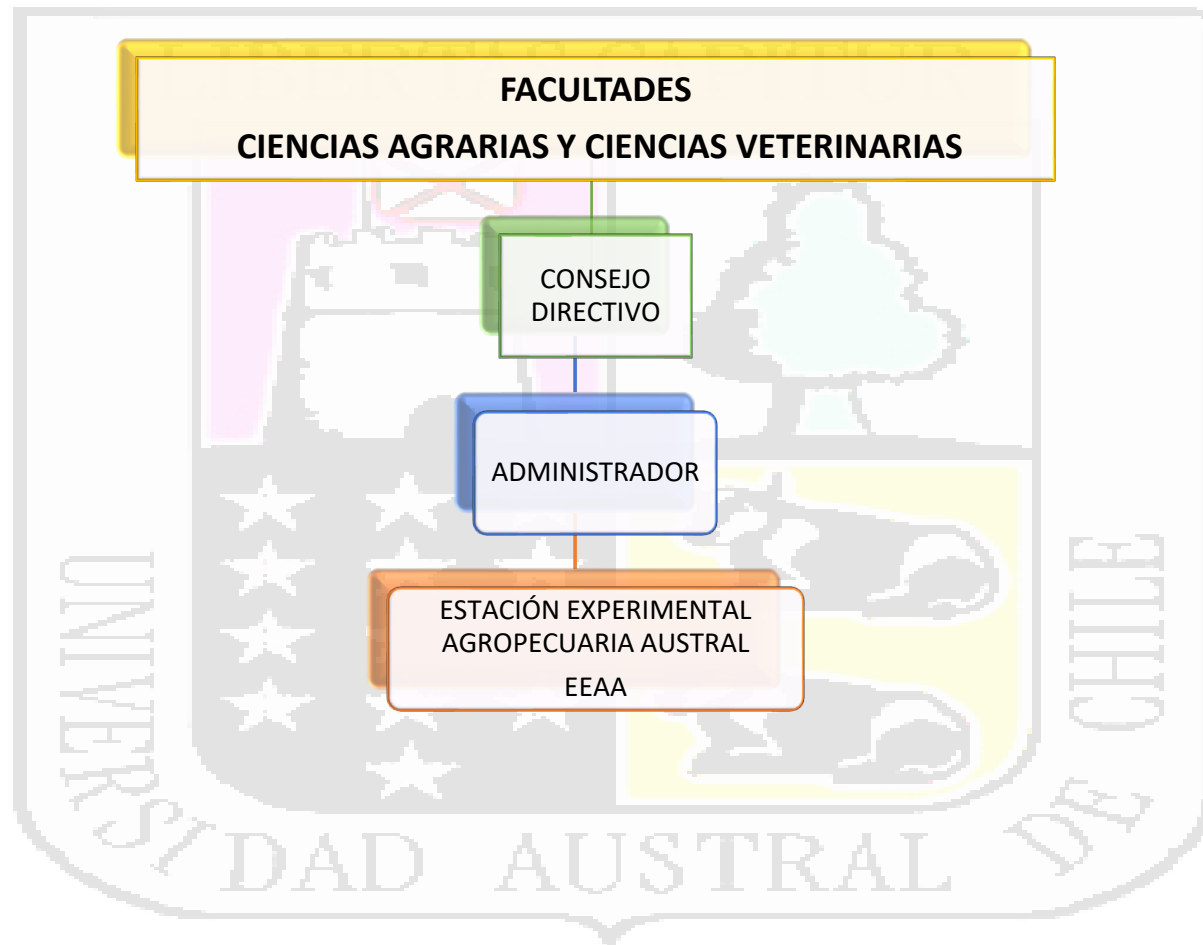 FACULTADES
CIENCIAS AGRARIAS Y CIENCIAS VETERINARIAS
CONSEJO
DIRECTIVO
ADMINISTRADOR
ESTACIÓN EXPERIMENTAL
AGROPECUARIA AUSTRAL
EEAA
UNIVERSIDAD AUSTRAL DE CHILE